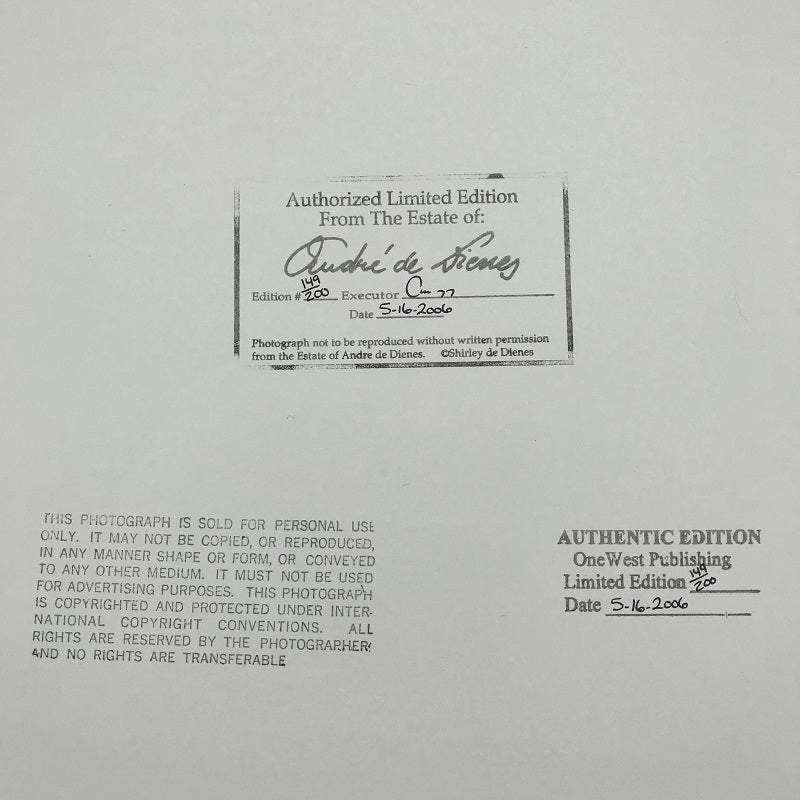 Authorized Limited Edition
From The Estate of:
André de Dienes
Edition # 149/200 Executor
Date 5-16-2006
Photograph not to be reproduced without written permission
from the Estate of Andre de Dienes. ©Shirley de Dienes
THIS PHOTOGRAPH IS SOLD FOR PERSONAL USE
ONLY. IT MAY NOT BE COPIED, OR REPRODUCED,
IN ANY MANNER SHAPE OR FORM, OR CONVEYED
TO ANY OTHER MEDIUM. IT MUST NOT BE USED
FOR ADVERTISING PURPOSES. THIS PHOTOGRAPH
IS COPYRIGHTED AND PROTECTED UNDER INTER-
NATIONAL COPYRIGHT CONVENTIONS. ALL
RIGHTS ARE RESERVED BY THE PHOTOGRAPHER
AND NO RIGHTS ARE TRANSFERABLE
AUTHENTIC EDITION
OneWest Publishing
Limited Edition 149/200
Date 5-16-2006